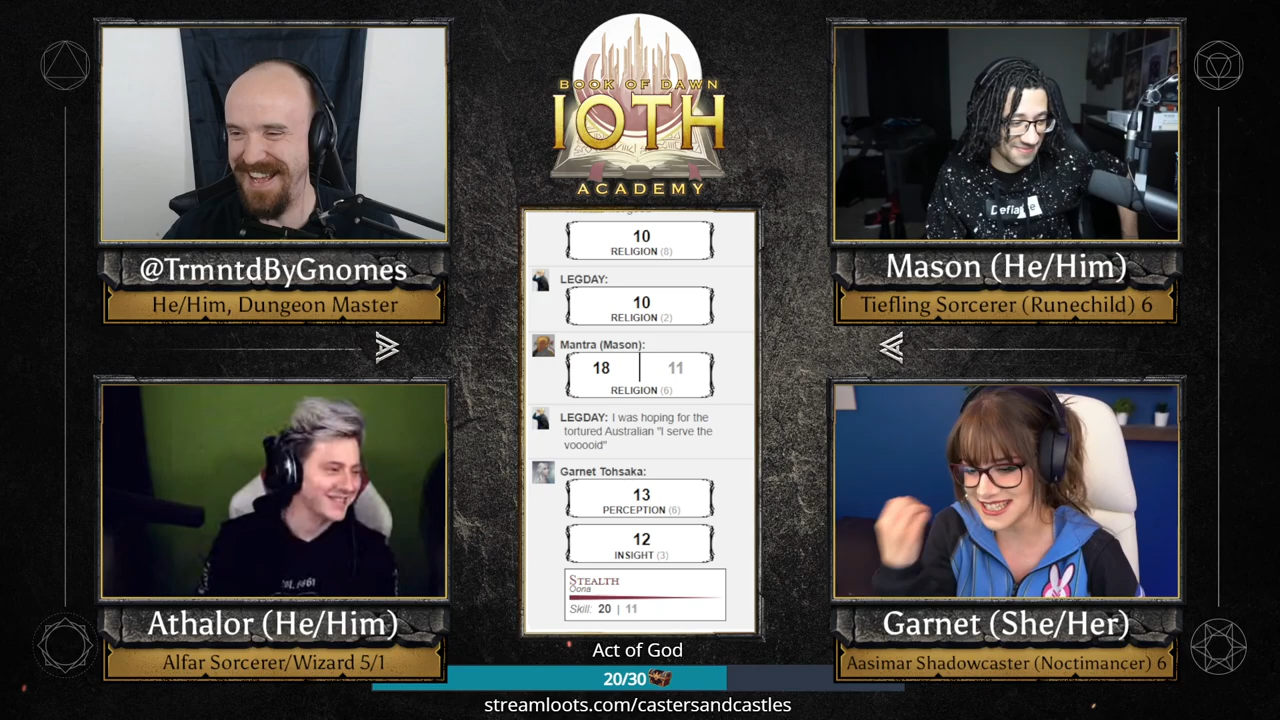 BOOK OF DAWN
IOTH
ACADEMY
@TrmntdByGnomes
He/Him, Dungeon Master
Mason (He/Him)
Tiefling Sorcerer (Runechild) 6
Athalor (He/Him)
Alfar Sorcerer/Wizard 5/1
Garnet (She/Her)
Aasimar Shadowcaster (Noctimancer) 6
10
RELIGION (8)
LEGDAY:
10
RELIGION (2)
Mantra (Mason):
18 | 11
RELIGION (6)
LEGDAY: I was hoping for the
tortured Australian "I serve the
vooooid"
Garnet Tohsaka:
13
PERCEPTION (6)
12
INSIGHT (3)
STEALTH
Oona
Skill: 20 | 11
Act of God
20/30
streamloots.com/castersandcastles